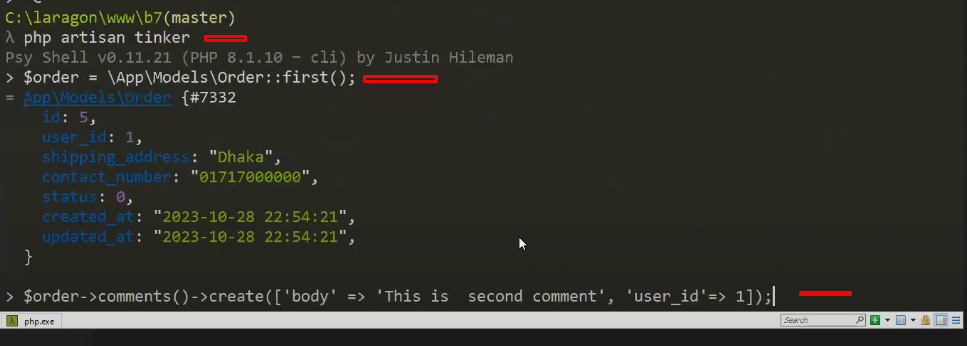 C:\laragon\www\b7(master)
λ php artisan tinker
Psy Shell v0.11.21 (PHP 8.1.10 — cli) by Justin Hileman
> $order = \App\Models\Order::first();
= App\Models\Order {#7332
id: 5,
user_id: 1,
shipping_address: "Dhaka",
contact_number: "01717000000",
status: 0,
created_at: "2023-10-28 22:54:21",
updated_at: "2023-10-28 22:54:21",
}
> $order->comments()->create(['body' => 'This is  second comment', 'user_id'=> 1]);
λ php.exe
Search